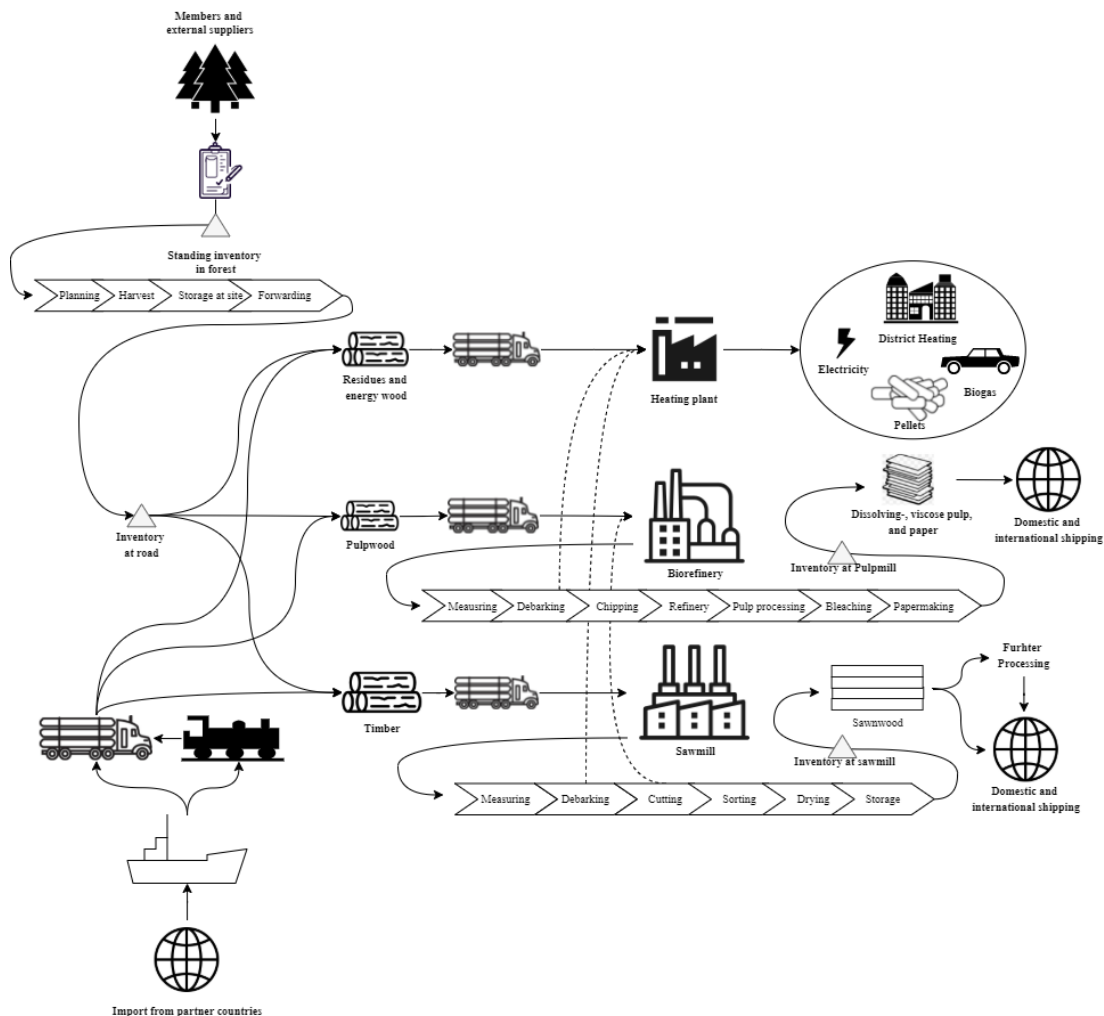 Members and
external suppliers
Standing inventory
in forest
Planning
Harvest
Storage at site
Forwarding
Residues and
energy wood
Heating plant
District Heating
Electricity
Biogas
Pellets
Inventory
at road
Pulpwood
Biorefinery
Dissolving-, viscose pulp,
and paper
Domestic and
international shipping
Inventory at Pulpmill
Meausring
Debarking
Chipping
Refinery
Pulp processing
Bleaching
Papermaking
Timber
Sawmill
Sawnwood
Furhter
Processing
Inventory at sawmill
Domestic and
international shipping
Measuring
Debarking
Cutting
Sorting
Drying
Storage
Import from partner countries